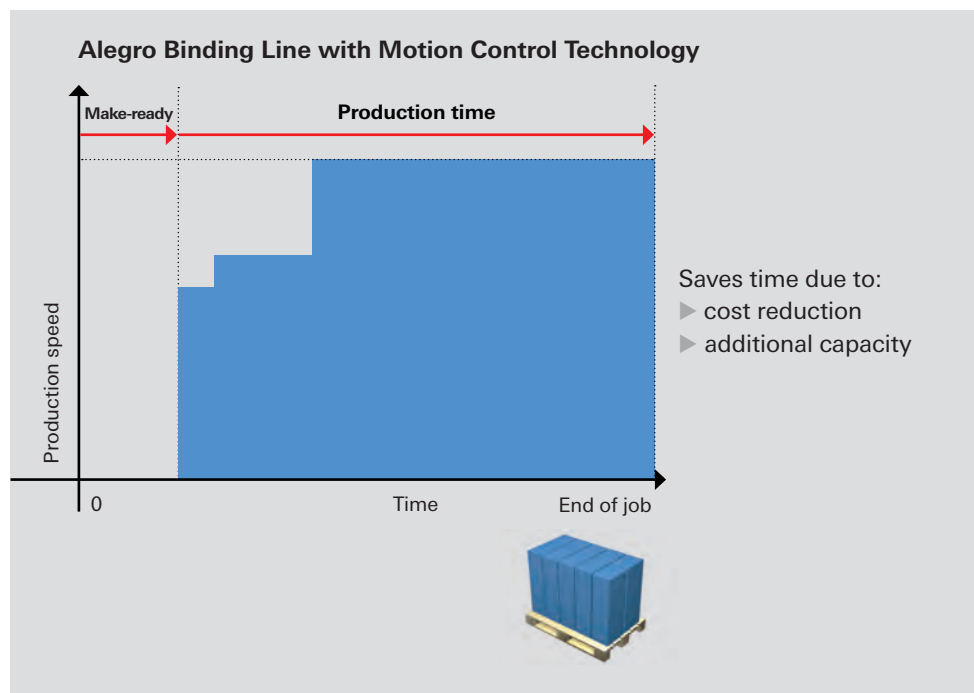 Alegro Binding Line with Motion Control Technology
Make-ready
Production time
Production speed
Saves time due to:
▶ cost reduction
▶ additional capacity
0
Time
End of job